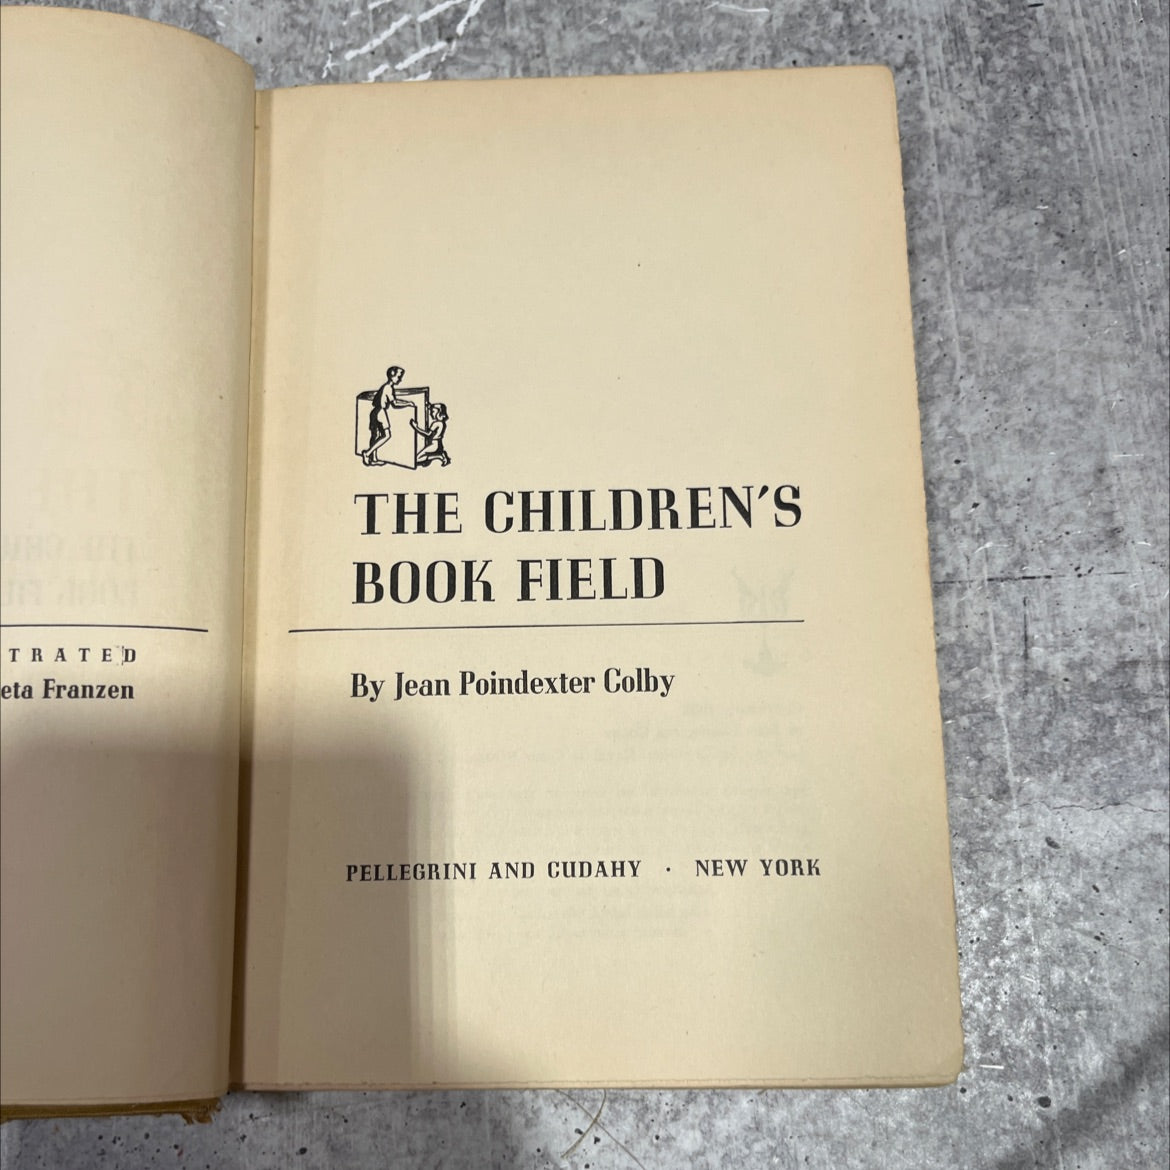 TRATED
eta Franzen
THE CHILDREN'S
BOOK FIELD
By Jean Poindexter Colby
PELLEGRINI AND CUDAHY · NEW YORK